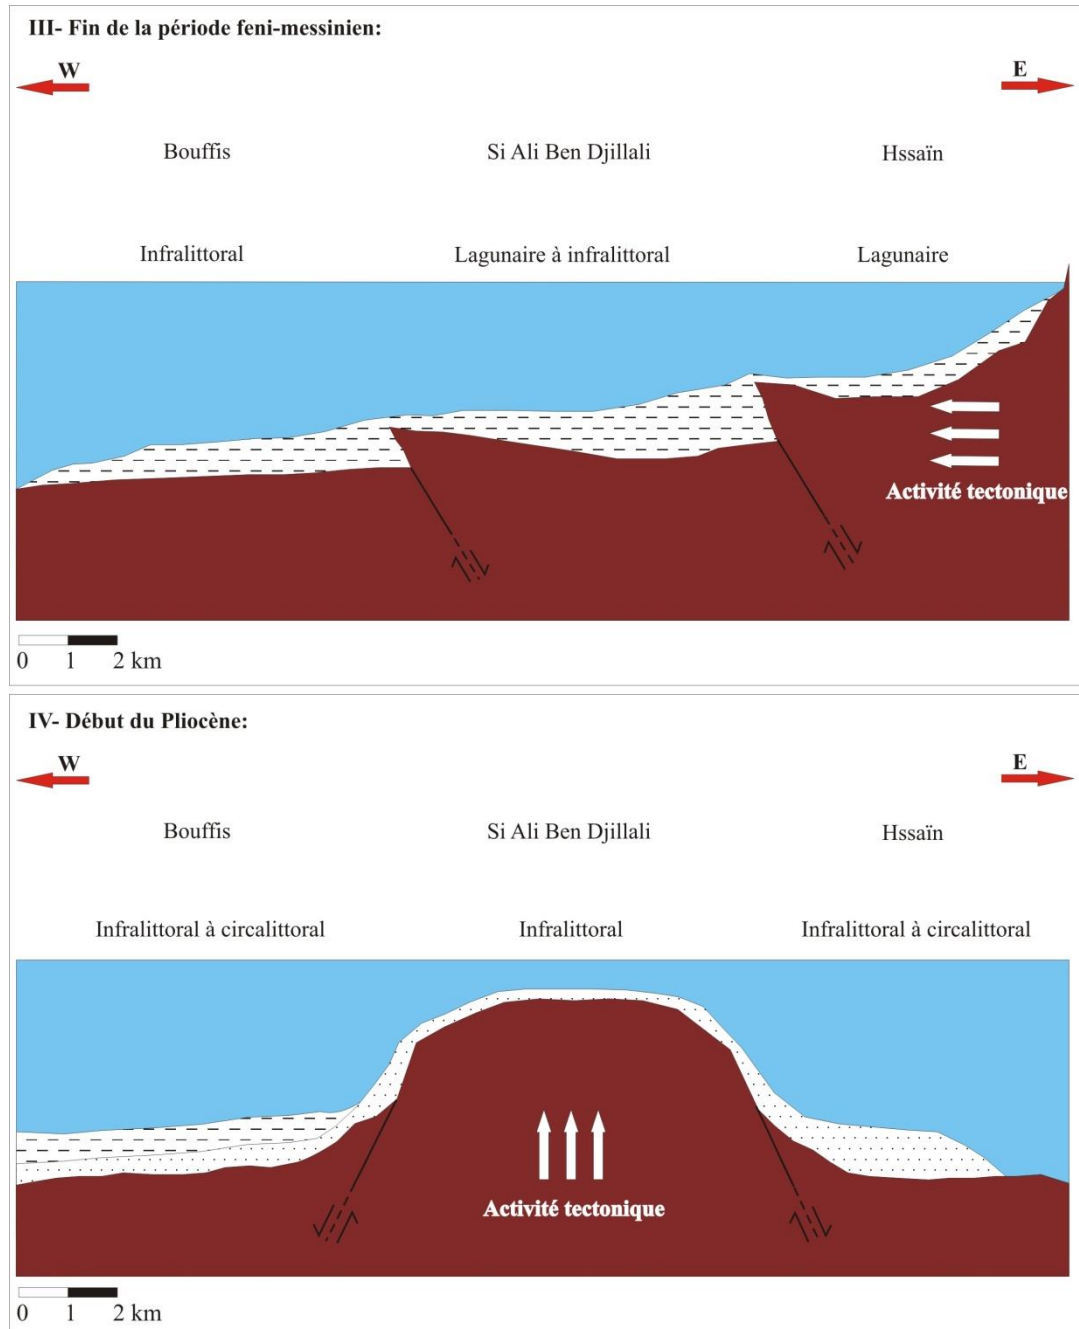 III- Fin de la période feni-messinien:
W E
Bouffis Si Ali Ben Djillali Hssaïn
Infralittoral Lagunaire à infralittoral Lagunaire
Activité tectonique
0 1 2 km
IV- Début du Pliocène:
W E
Bouffis Si Ali Ben Djillali Hssaïn
Infralittoral à circalittoral Infralittoral Infralittoral à circalittoral
Activité tectonique
0 1 2 km